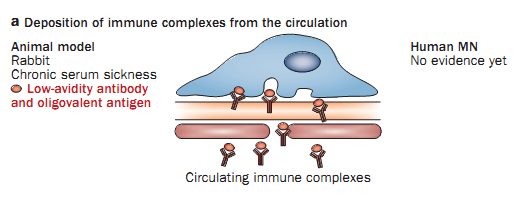 a Deposition of immune complexes from the circulation
Animal model
Rabbit
Chronic serum sickness
Low-avidity antibody
and oligovalent antigen
Human MN
No evidence yet
Circulating immune complexes